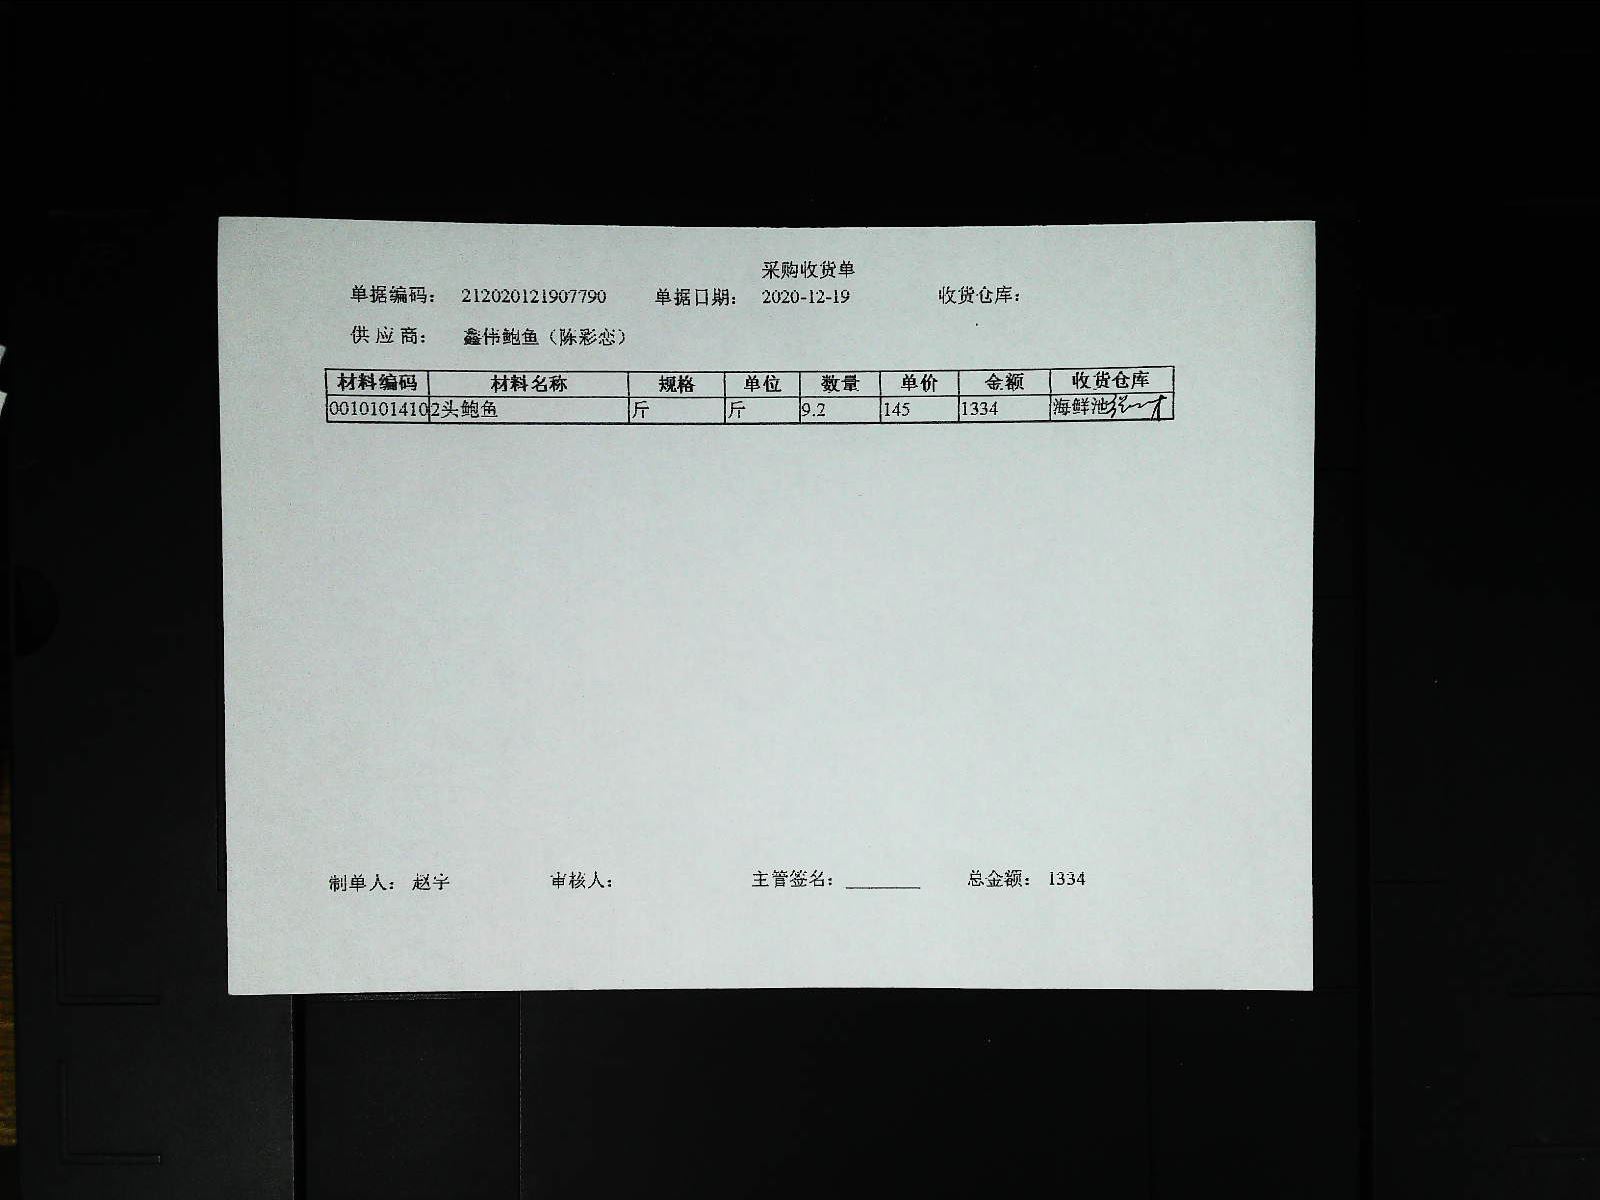 采购收货单
单据编码： 212020121907790 单据日期： 2020-12-19 收货仓库：
供 应 商： 鑫伟鲍鱼（陈彩恋）
材料编码 材料名称 规格 单位 数量 单价 金额 收货仓库
00101014102头鲍鱼 斤 斤 9.2 145 1334 海鲜池
制单人： 赵宇 审核人： 主管签名： 总金额： 1334